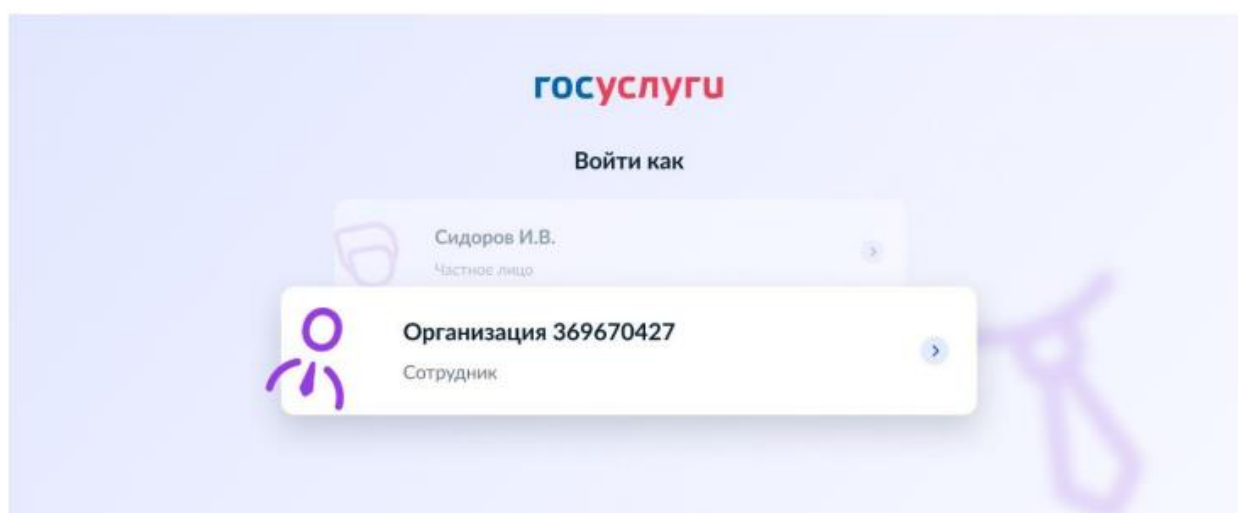 госуслуги
Войти как
Сидоров И.В.
Частное лицо
Организация 369670427
Сотрудник